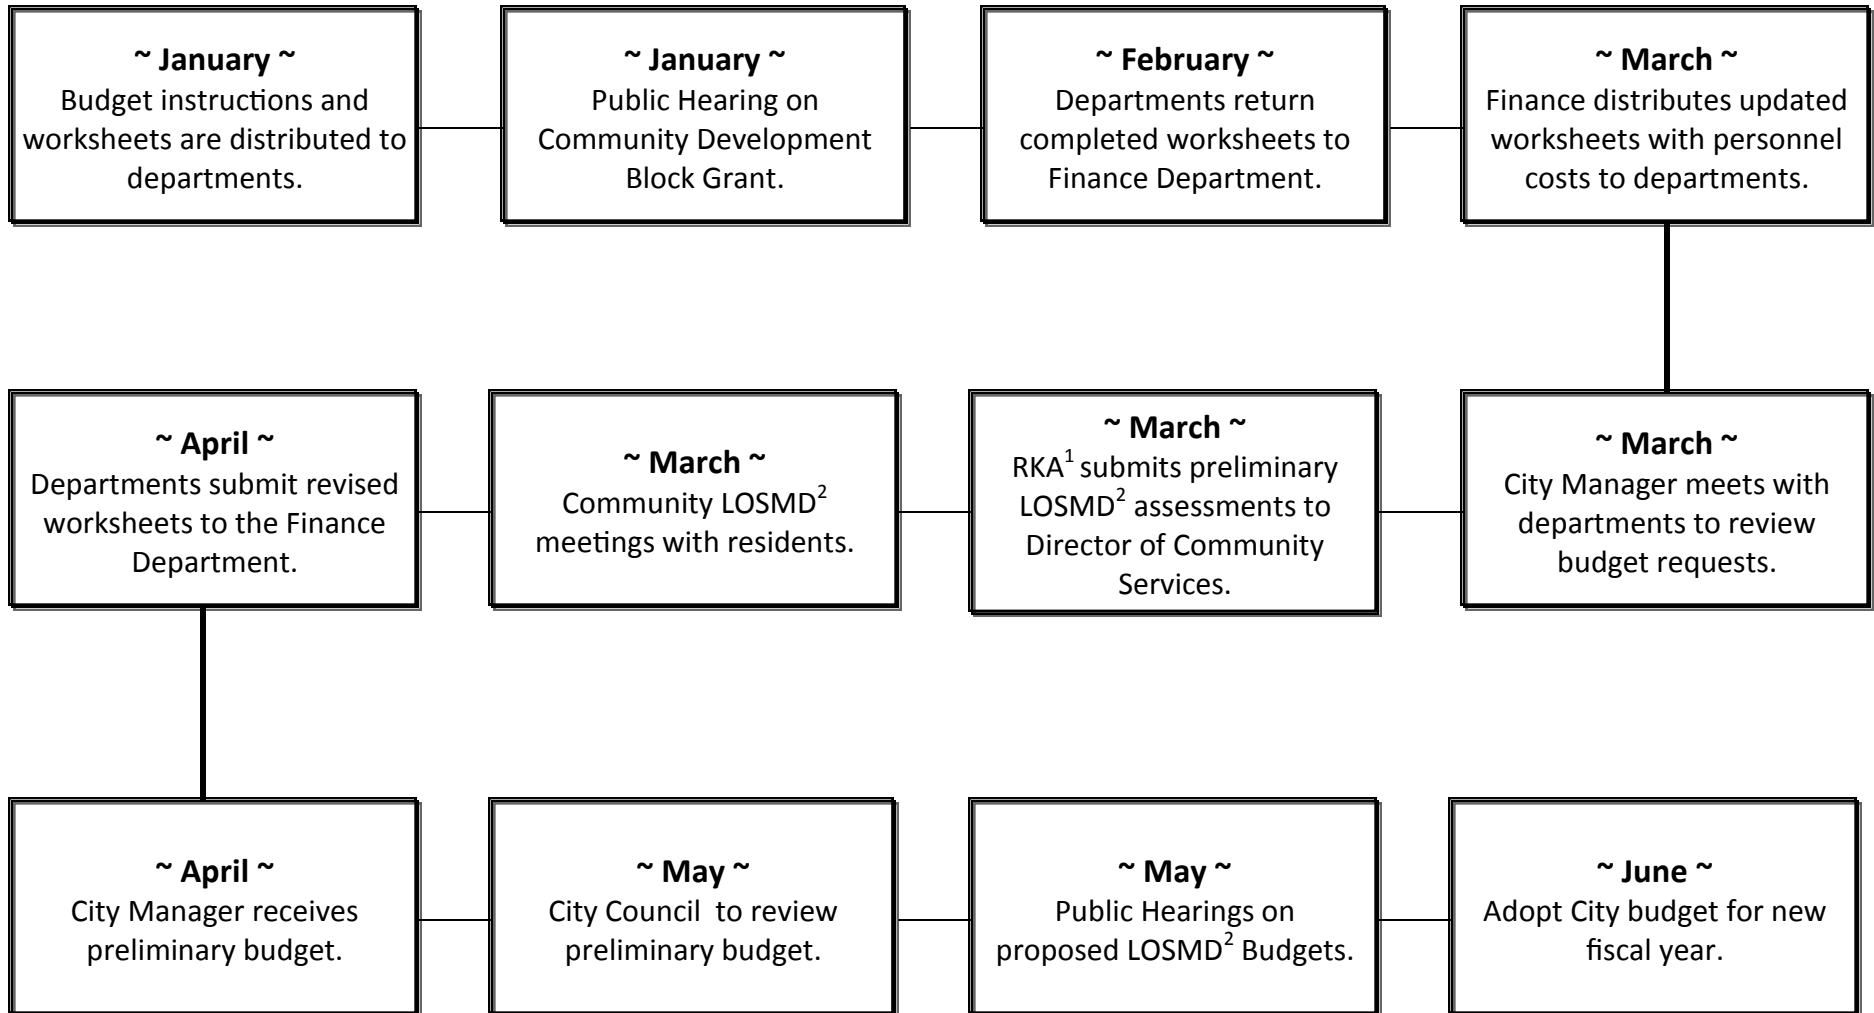 ~ January ~
Budget instructions and
worksheets are distributed to
departments.
~ January ~
Public Hearing on
Community Development
Block Grant.
~ February ~
Departments return
completed worksheets to
Finance Department.
~ March ~
Finance distributes updated
worksheets with personnel
costs to departments.
~ March ~
City Manager meets with
departments to review
budget requests.
~ March ~
RKA¹ submits preliminary
LOSMD² assessments to
Director of Community
Services.
~ March ~
Community LOSMD²
meetings with residents.
~ April ~
Departments submit revised
worksheets to the Finance
Department.
~ April ~
City Manager receives
preliminary budget.
~ May ~
City Council to review
preliminary budget.
~ May ~
Public Hearings on
proposed LOSMD² Budgets.
~ June ~
Adopt City budget for new
fiscal year.